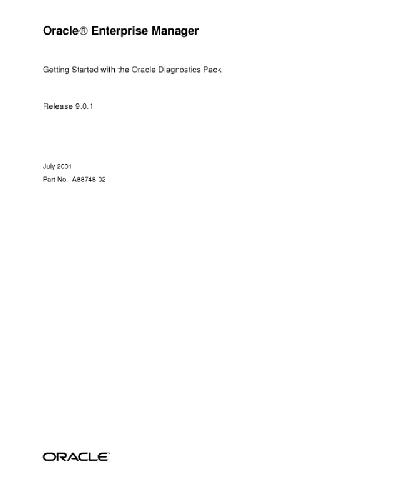 Oracle® Enterprise Manager
Getting Started with the Oracle Diagnostics Pack
Release 9.0.1
July 2001
Part No. A88748-02
ORACLE